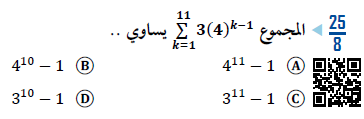 25/8 ◀ المجموع $\sum_{k=1}^{11} 3(4)^{k-1}$ يساوي ..
Ⓐ $4^{11} - 1$ Ⓑ $4^{10} - 1$
Ⓒ $3^{11} - 1$ Ⓓ $3^{10} - 1$